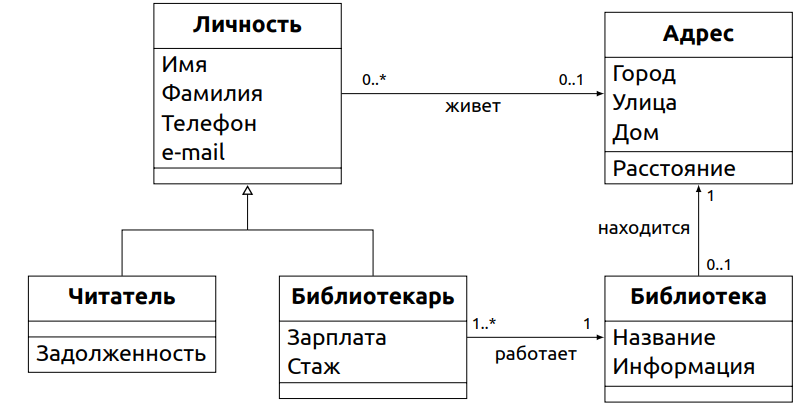 Личность
Имя
Фамилия
Телефон
e-mail
0..*
0..1
живет
Адрес
Город
Улица
Дом
Расстояние
1
находится
0..1
Читатель
Задолженность
Библиотекарь
Зарплата
Стаж
1..*
1
работает
Библиотека
Название
Информация